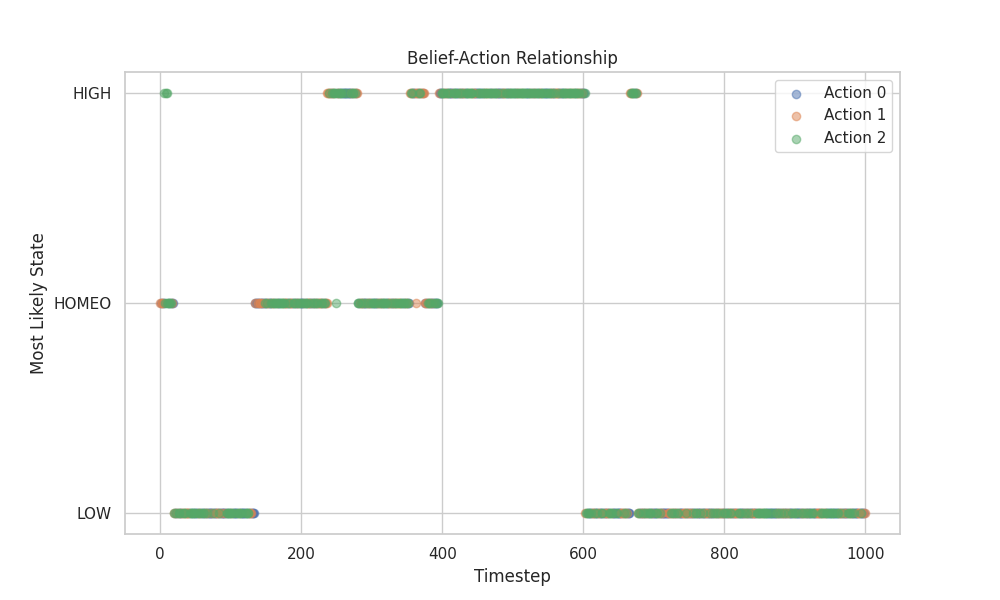 Belief-Action Relationship
HIGH
HOMEO
LOW
Most Likely State
0
200
400
600
800
1000
Timestep
Action 0
Action 1
Action 2